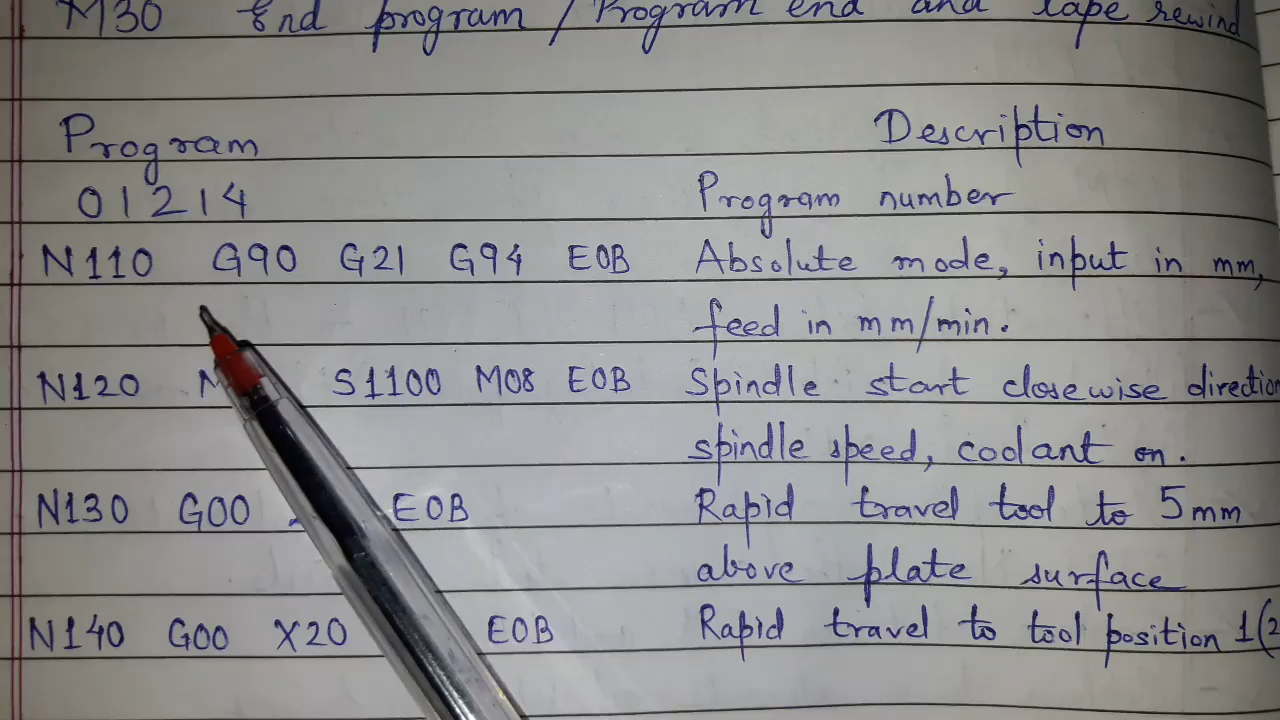 M30 End program / Program end and tape rewind
Program Description
01214 Program number
N110 G90 G21 G94 EOB Absolute mode, input in mm,
feed in mm/min.
N120 S1100 M08 EOB Spindle start closewise direction
spindle speed, coolant on.
N130 G00 EOB Rapid travel tool to 5mm
above plate surface
N140 G00 X20 EOB Rapid travel to tool position 1(2